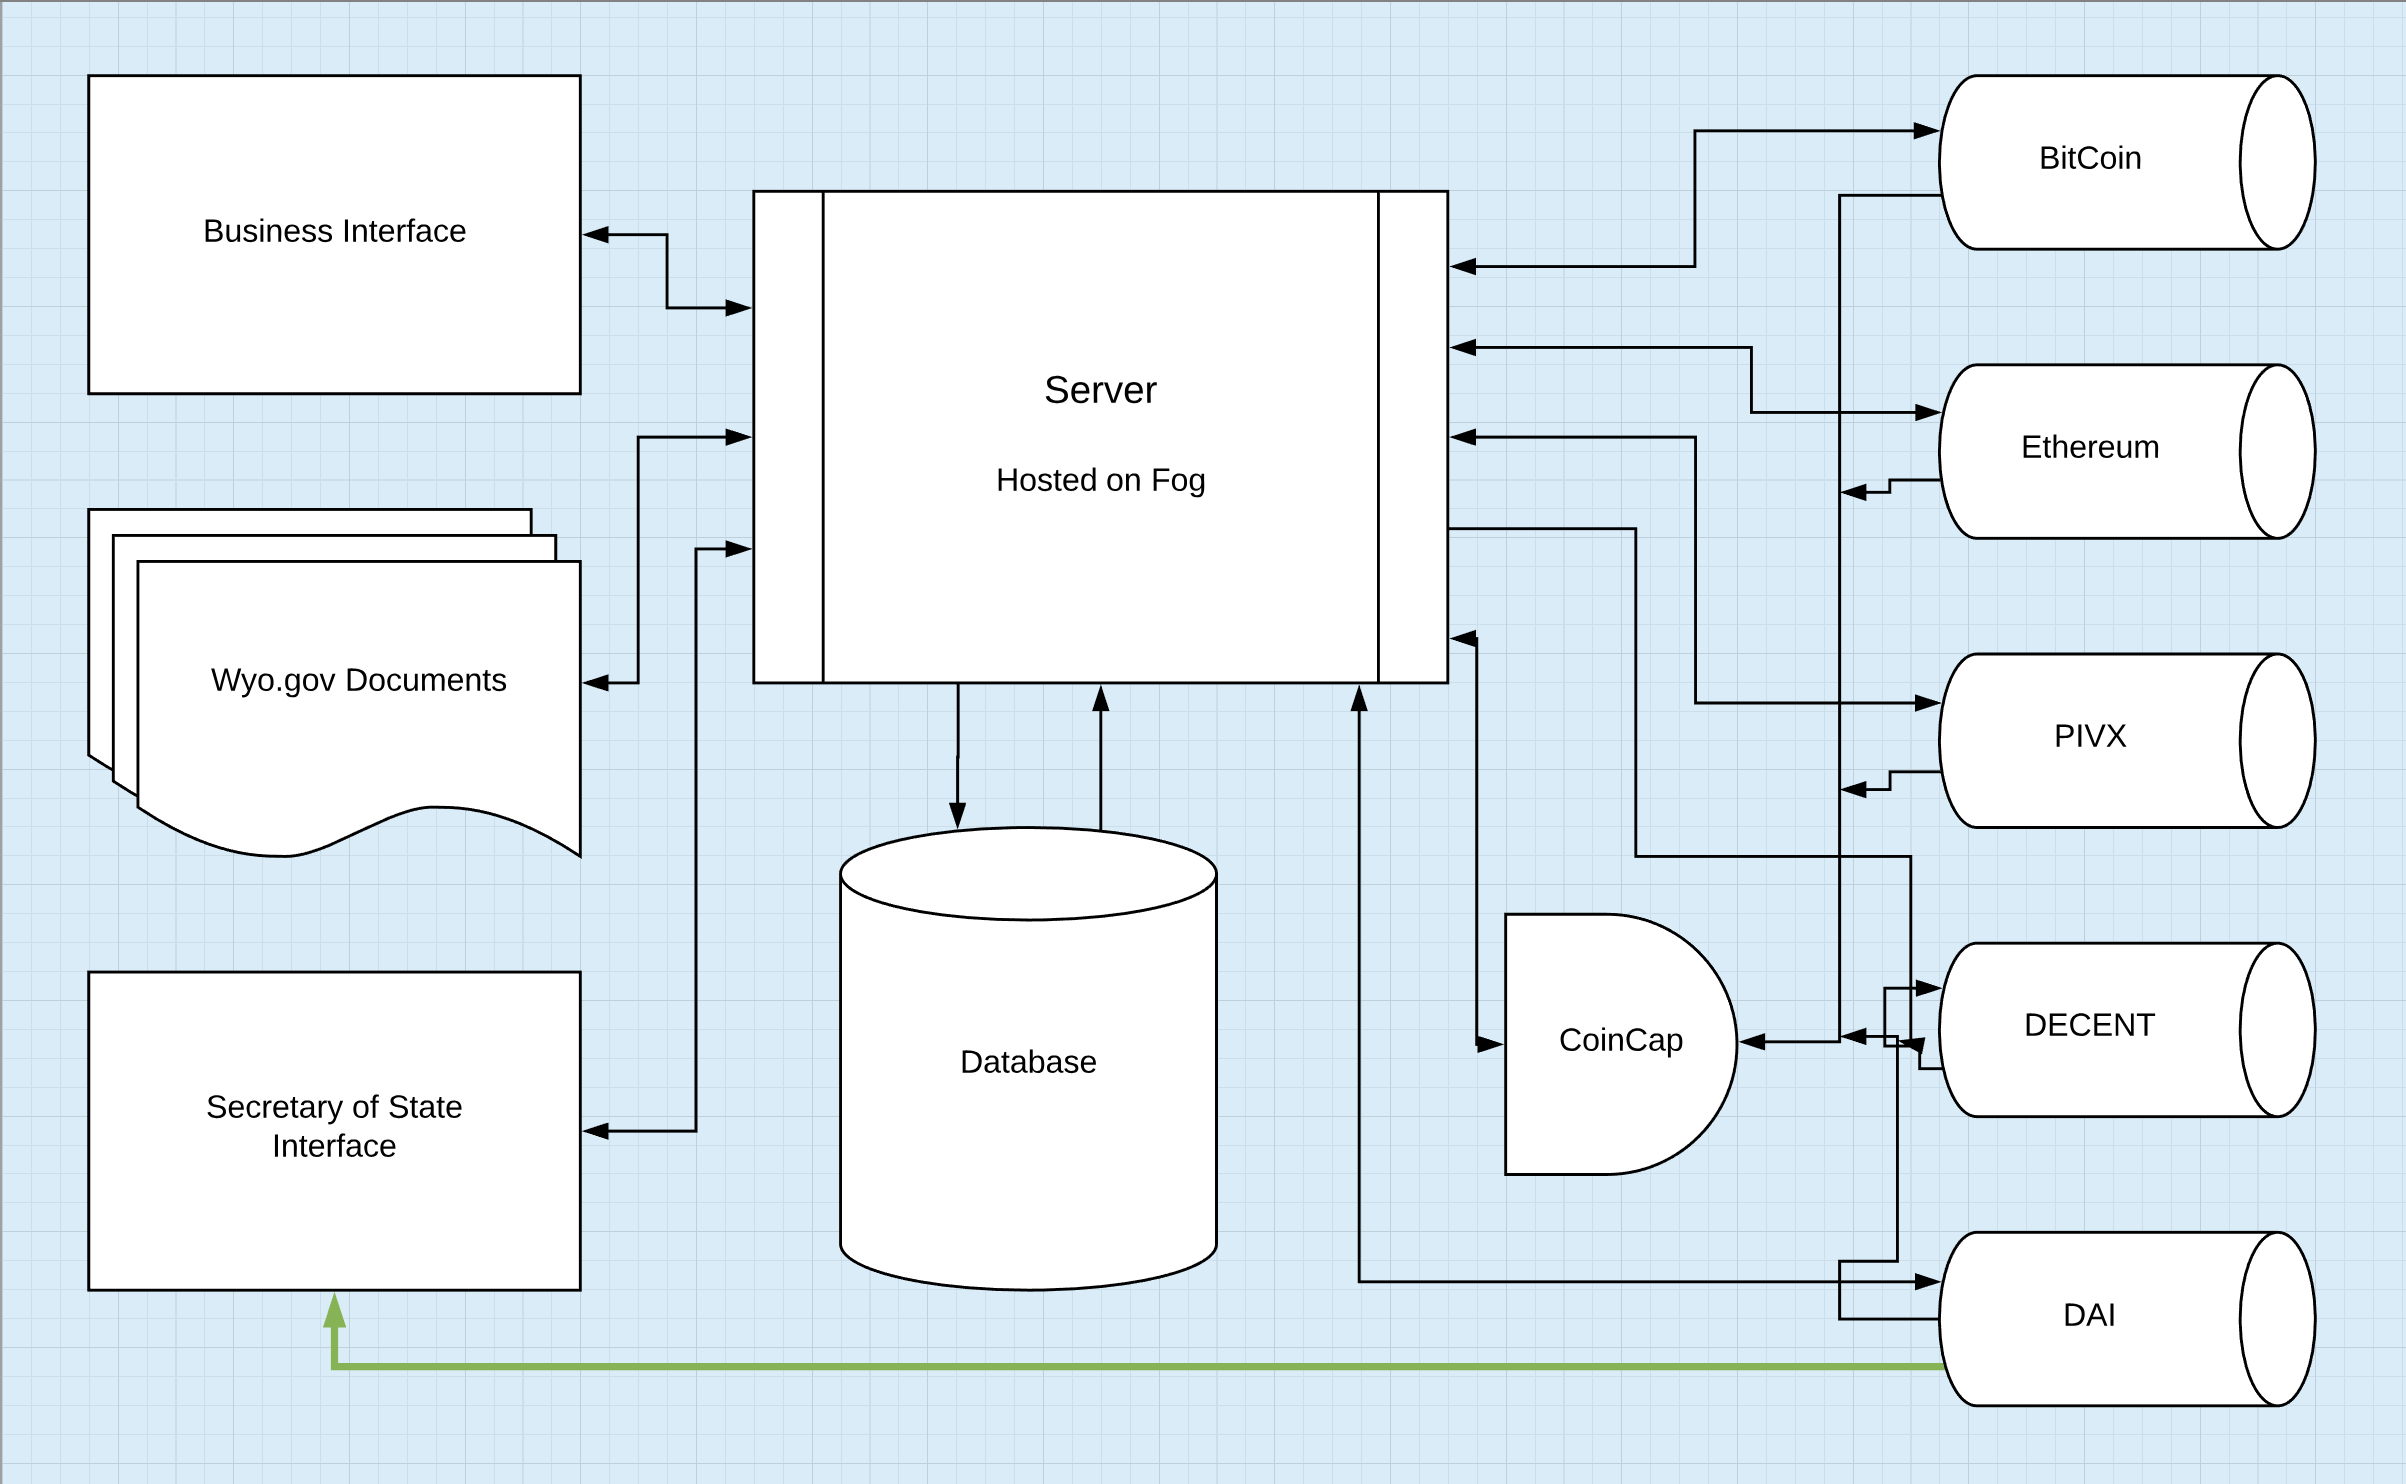 Business Interface
Wyo.gov Documents
Secretary of State
Interface
Server
Hosted on Fog
Database
CoinCap
BitCoin
Ethereum
PIVX
DECENT
DAI